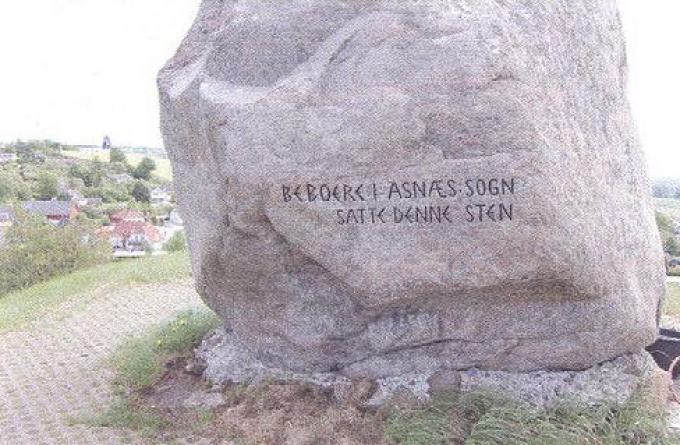 BEBOERE I ASNÆS·SOGN
SATTE DENNE STEN